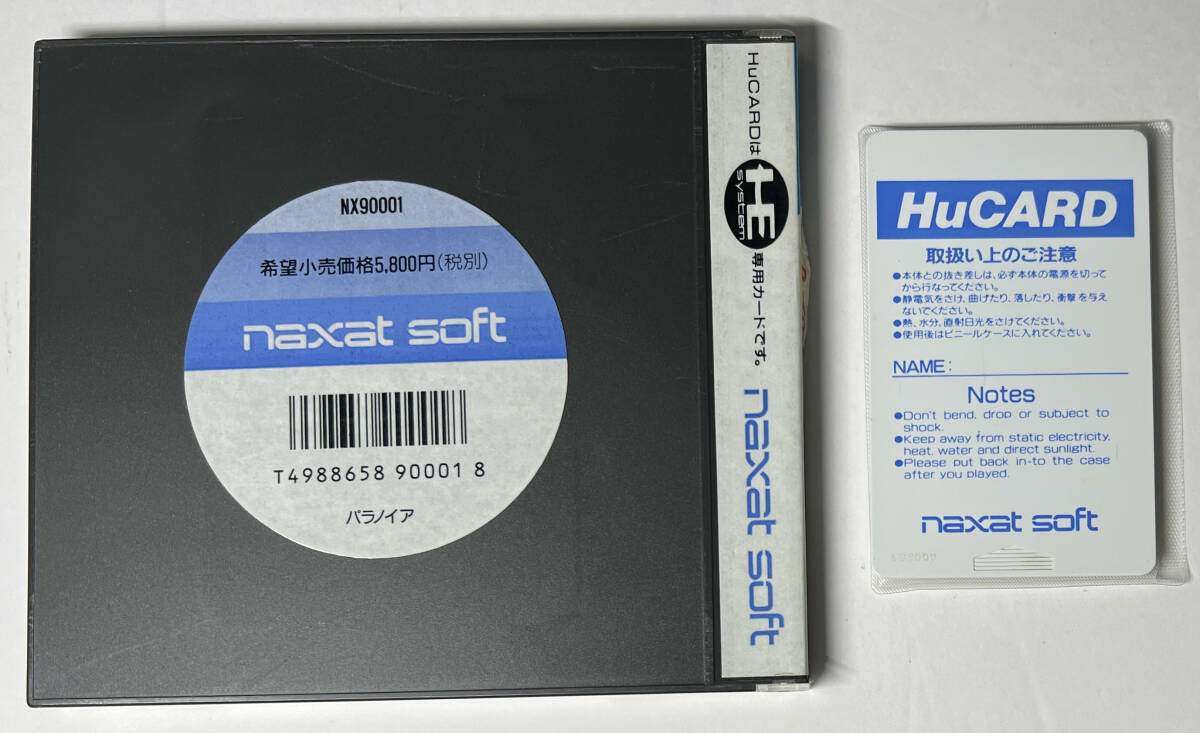 NX90001
希望小売価格5,800円(税別)
naxat soft
T4988658 90001 8
パラノイア
HuCARDは
HE
system
専用カードです。
naxat soft
HuCARD
取扱い上のご注意
●本体との抜き差しは、必ず本体の電源を切って
から行なってください。
●静電気をさけ、曲げたり、落したり、衝撃を与え
ないでください。
●熱、水分、直射日光をさけてください。
●使用後はビニールケースに入れてください。
NAME:
Notes
●Don't bend, drop or subject to
shock.
●Keep away from static electricity,
heat, water and direct sunlight.
●Please put back in-to the case
after you played.
naxat soft